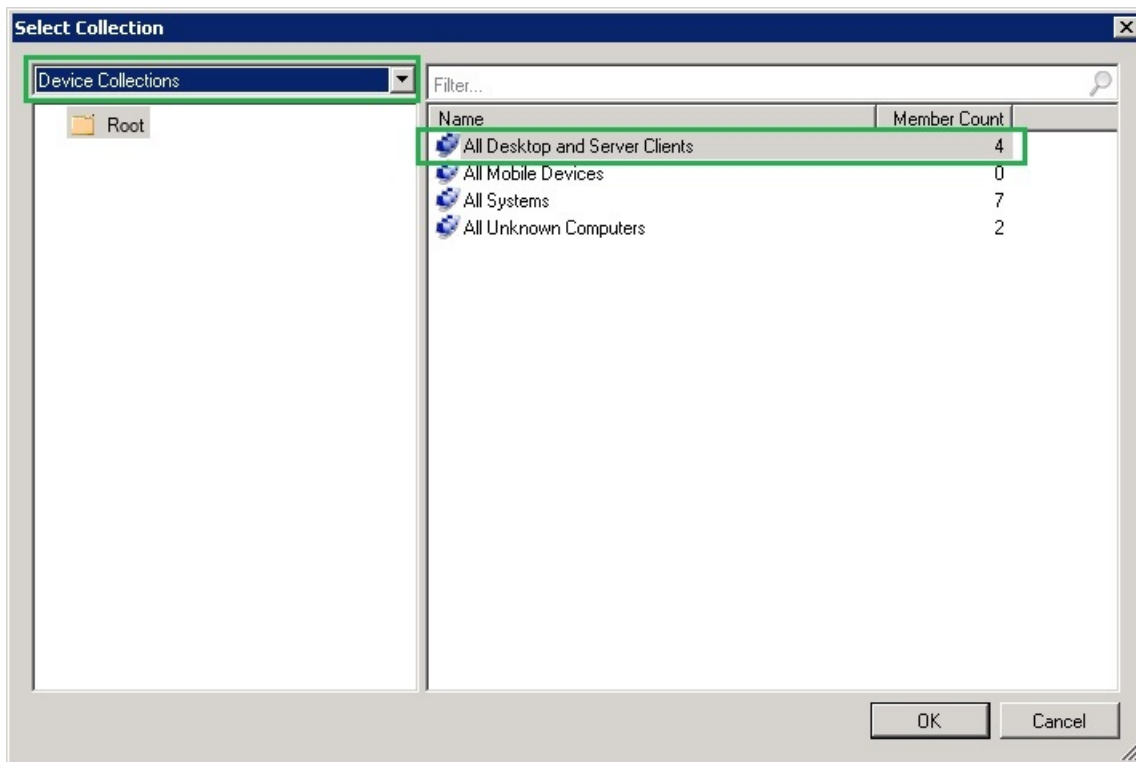 Select Collection
Device Collections
Filter...
Root
Name Member Count
All Desktop and Server Clients 4
All Mobile Devices 0
All Systems 7
All Unknown Computers 2
OK Cancel